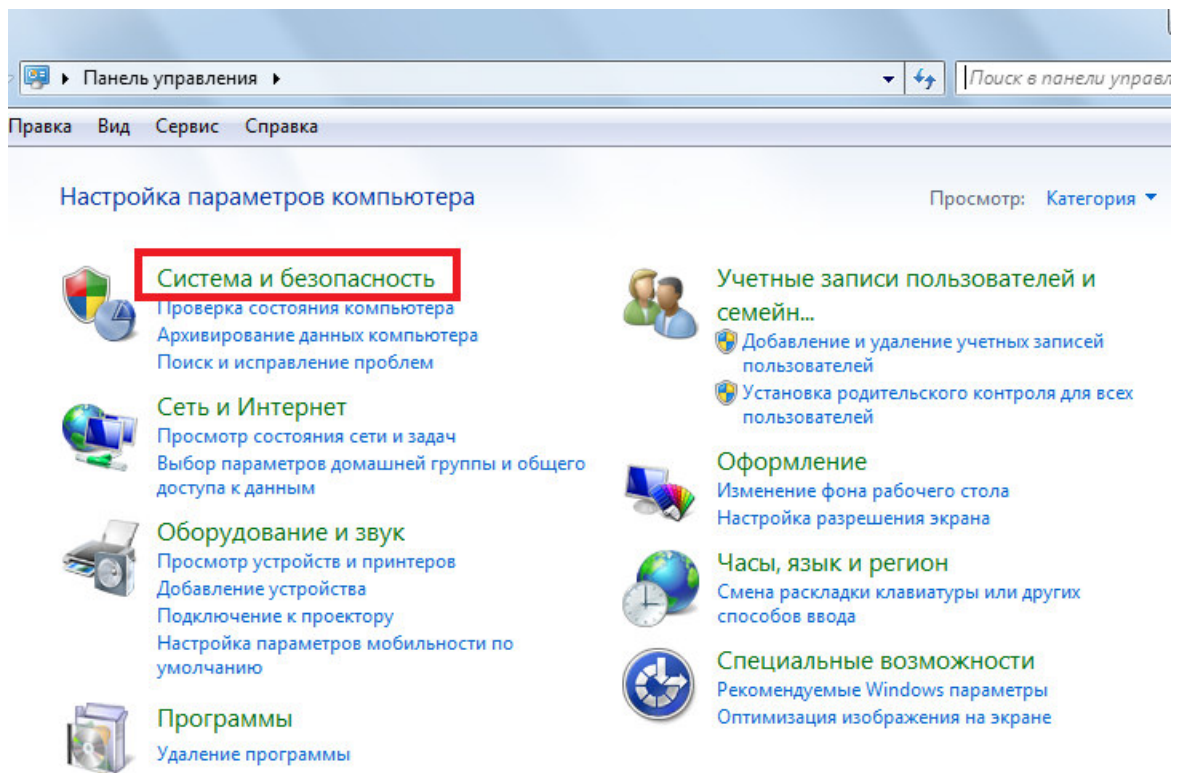 Панель управления
Поиск в панели
Правка Вид Сервис Справка
Настройка параметров компьютера
Просмотр: Категория
Система и безопасность
Проверка состояния компьютера
Архивирование данных компьютера
Поиск и исправление проблем
Сеть и Интернет
Просмотр состояния сети и задач
Выбор параметров домашней группы и общего
доступа к данным
Оборудование и звук
Просмотр устройств и принтеров
Добавление устройства
Подключение к проектору
Настройка параметров мобильности по
умолчанию
Программы
Удаление программы
Учетные записи пользователей и
семейн...
Добавление и удаление учетных записей
пользователей
Установка родительского контроля для всех
пользователей
Оформление
Изменение фона рабочего стола
Настройка разрешения экрана
Часы, язык и регион
Смена раскладки клавиатуры или других
способов ввода
Специальные возможности
Рекомендуемые Windows параметры
Оптимизация изображения на экране